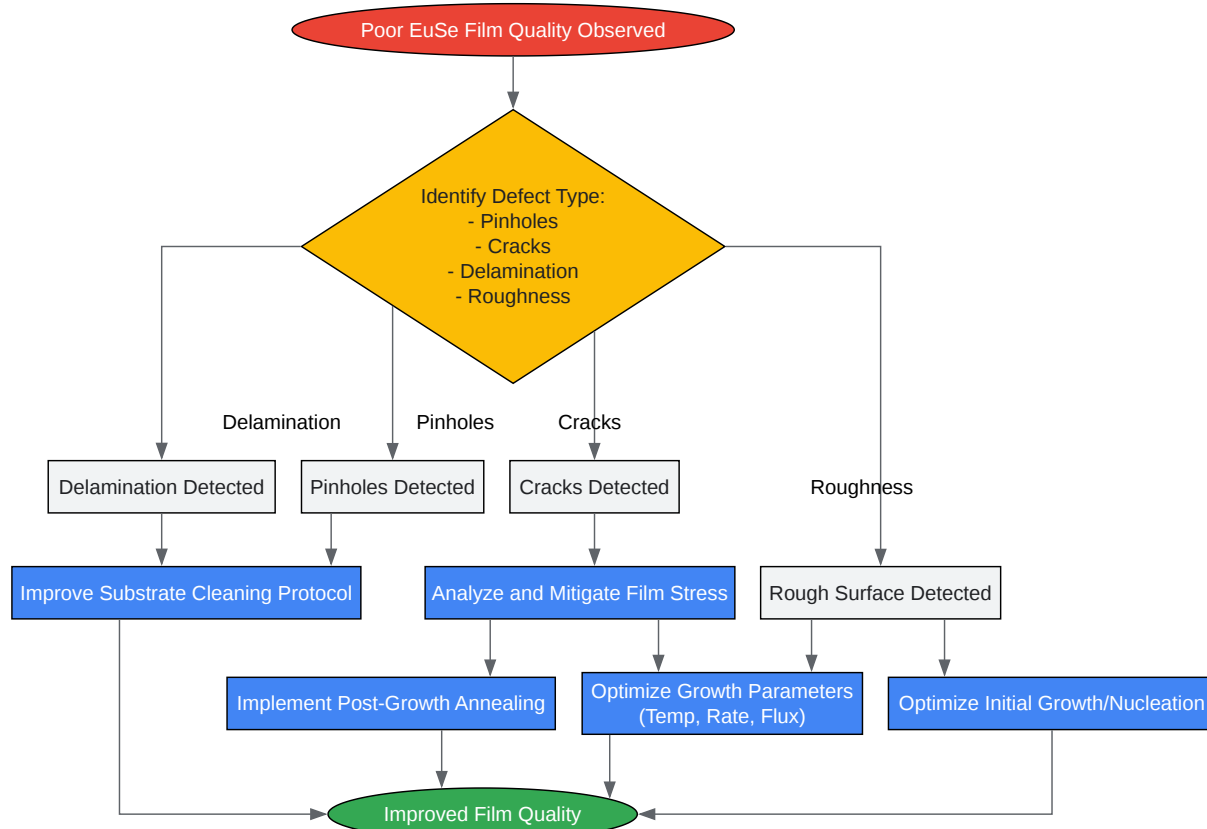 Poor EuSe Film Quality Observed
Identify Defect Type:
- Pinholes
- Cracks
- Delamination
- Roughness
Delamination
Pinholes
Cracks
Delamination Detected
Pinholes Detected
Cracks Detected
Roughness
Improve Substrate Cleaning Protocol
Analyze and Mitigate Film Stress
Rough Surface Detected
Implement Post-Growth Annealing
Optimize Growth Parameters
(Temp, Rate, Flux)
Optimize Initial Growth/Nucleation
Improved Film Quality